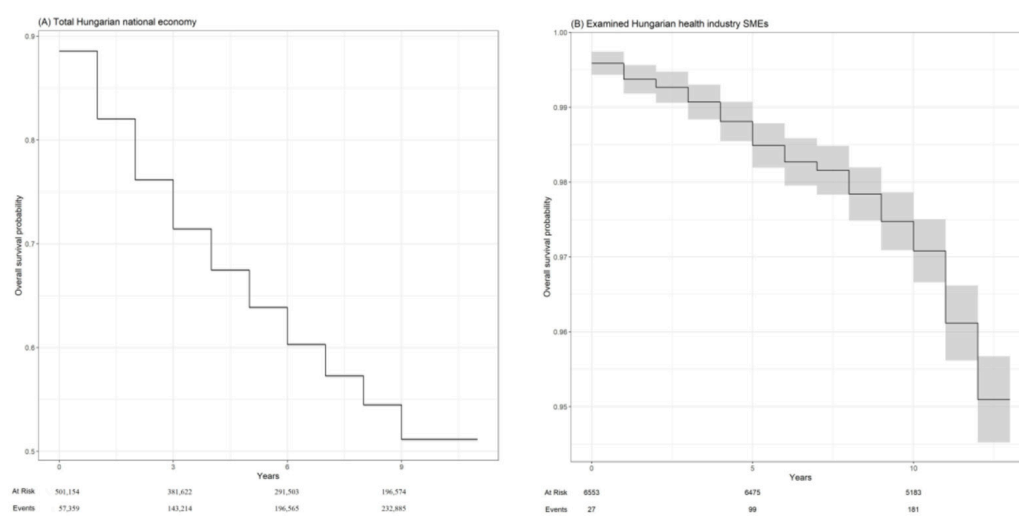 (A) Total Hungarian national economy
0.9
0.8
0.7
0.6
0.5
Overall survival probability
0
3
6
9
Years
At Risk 501,154 381,622 291,503 196,574
Events 57,359 143,214 196,565 232,885
(B) Examined Hungarian health industry SMEs
1.00
0.99
0.98
0.97
0.96
0.95
Overall survival probability
0
5
10
Years
At Risk 6553 6475 5183
Events 27 99 181